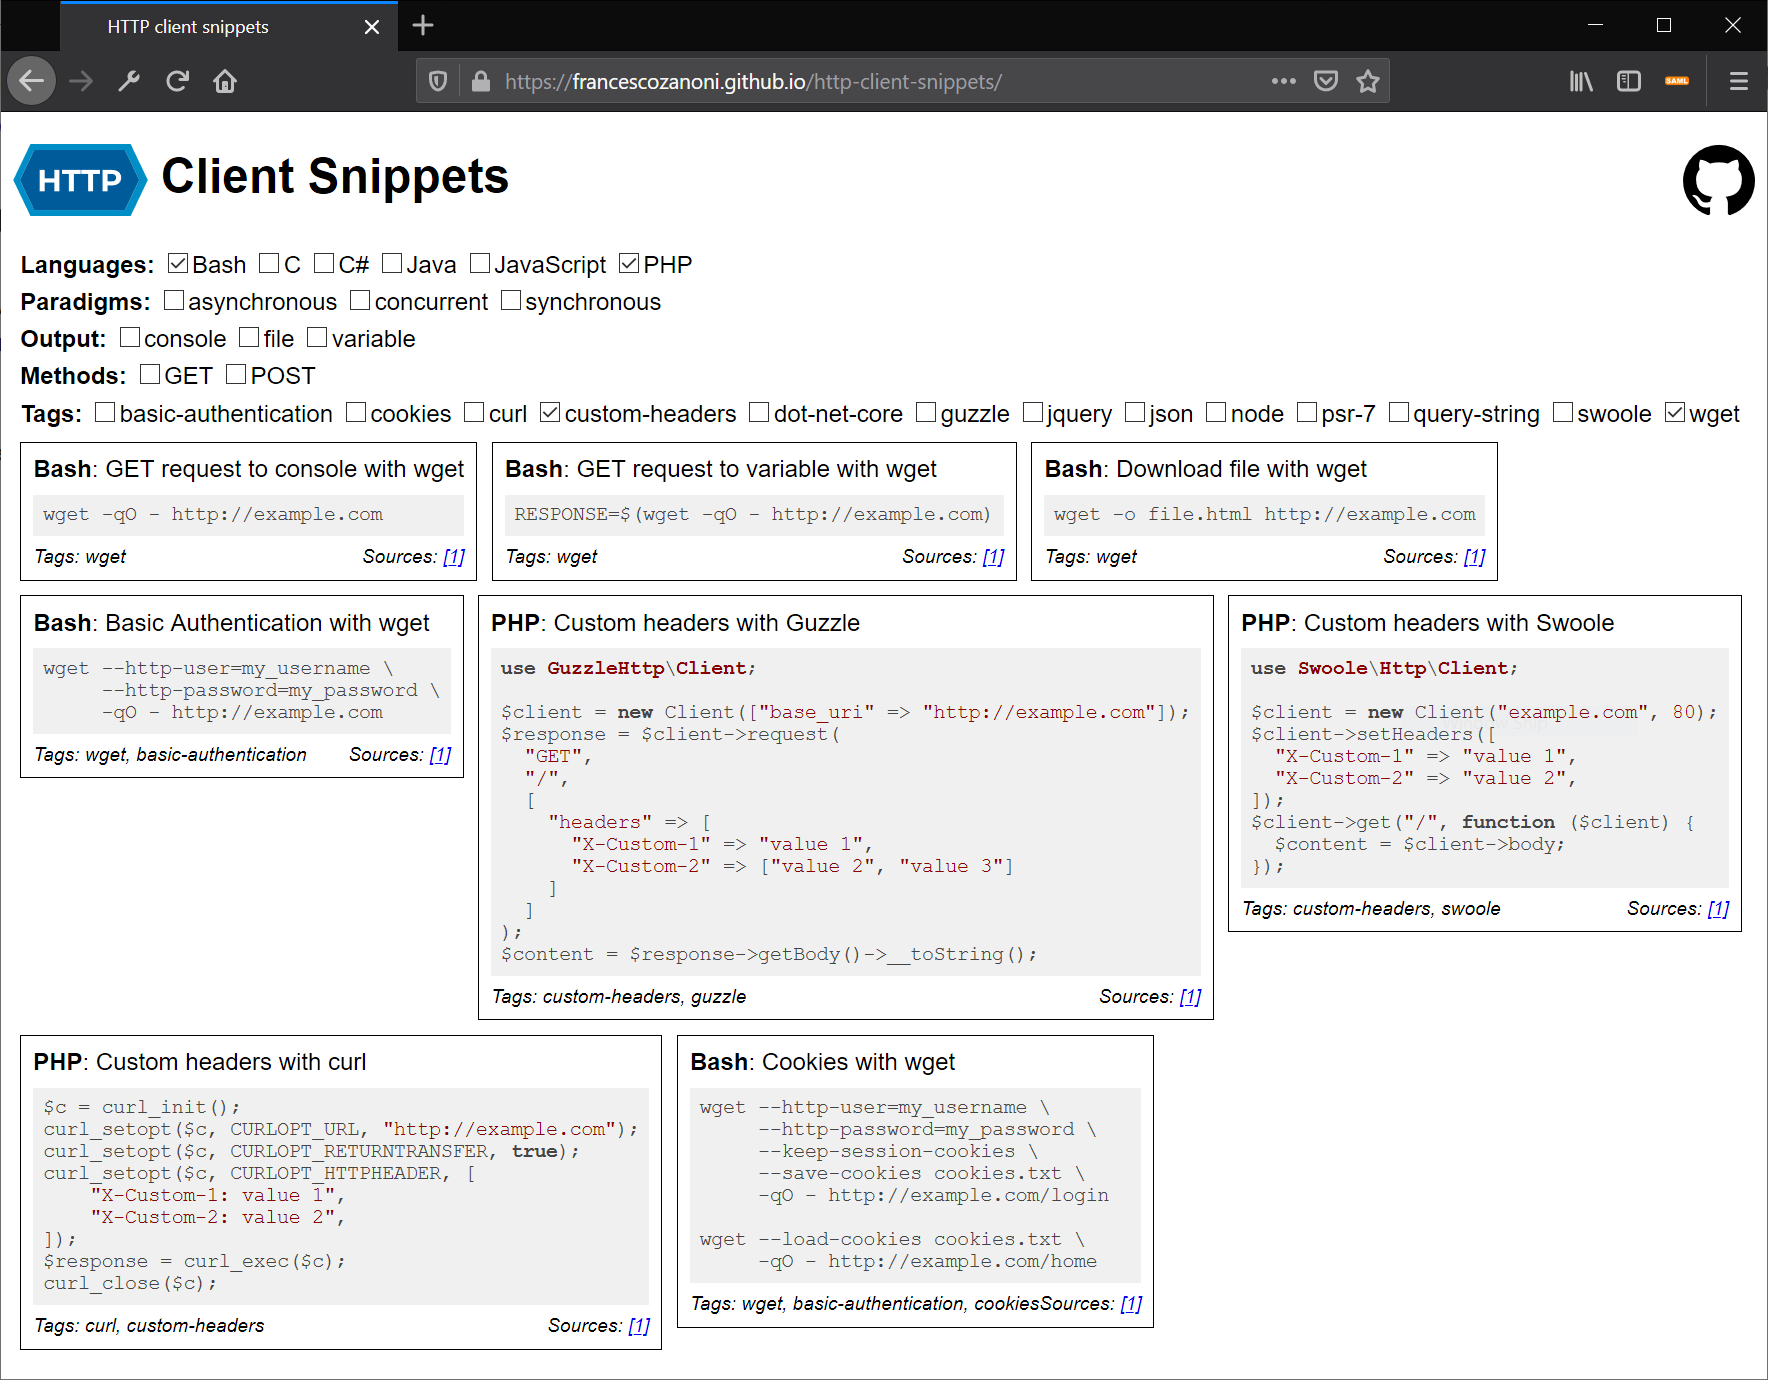 HTTP client snippets
https://francescozanoni.github.io/http-client-snippets/
SAML
HTTP Client Snippets
Languages: Bash C C# Java JavaScript PHP
Paradigms: asynchronous concurrent synchronous
Output: console file variable
Methods: GET POST
Tags: basic-authentication cookies curl custom-headers dot-net-core guzzle jquery json node psr-7 query-string swoole wget
Bash: GET request to console with wget
wget -qO - http://example.com
Tags: wget Sources: [1]
Bash: GET request to variable with wget
RESPONSE=$(wget -qO - http://example.com)
Tags: wget Sources: [1]
Bash: Download file with wget
wget -o file.html http://example.com
Tags: wget Sources: [1]
Bash: Basic Authentication with wget
wget --http-user=my_username \
--http-password=my_password \
-qO - http://example.com
Tags: wget, basic-authentication Sources: [1]
PHP: Custom headers with Guzzle
use GuzzleHttp\Client;
$client = new Client(["base_uri" => "http://example.com"]);
$response = $client->request(
"GET",
"/",
[
"headers" => [
"X-Custom-1" => "value 1",
"X-Custom-2" => ["value 2", "value 3"]
]
]
);
$content = $response->getBody()->__toString();
Tags: custom-headers, guzzle Sources: [1]
PHP: Custom headers with Swoole
use Swoole\Http\Client;
$client = new Client("example.com", 80);
$client->setHeaders([
"X-Custom-1" => "value 1",
"X-Custom-2" => "value 2",
]);
$client->get("/", function ($client) {
$content = $client->body;
});
Tags: custom-headers, swoole Sources: [1]
PHP: Custom headers with curl
$c = curl_init();
curl_setopt($c, CURLOPT_URL, "http://example.com");
curl_setopt($c, CURLOPT_RETURNTRANSFER, true);
curl_setopt($c, CURLOPT_HTTPHEADER, [
"X-Custom-1: value 1",
"X-Custom-2: value 2",
]);
$response = curl_exec($c);
curl_close($c);
Tags: curl, custom-headers Sources: [1]
Bash: Cookies with wget
wget --http-user=my_username \
--http-password=my_password \
--keep-session-cookies \
--save-cookies cookies.txt \
-qO - http://example.com/login
wget --load-cookies cookies.txt \
-qO - http://example.com/home
Tags: wget, basic-authentication, cookiesSources: [1]